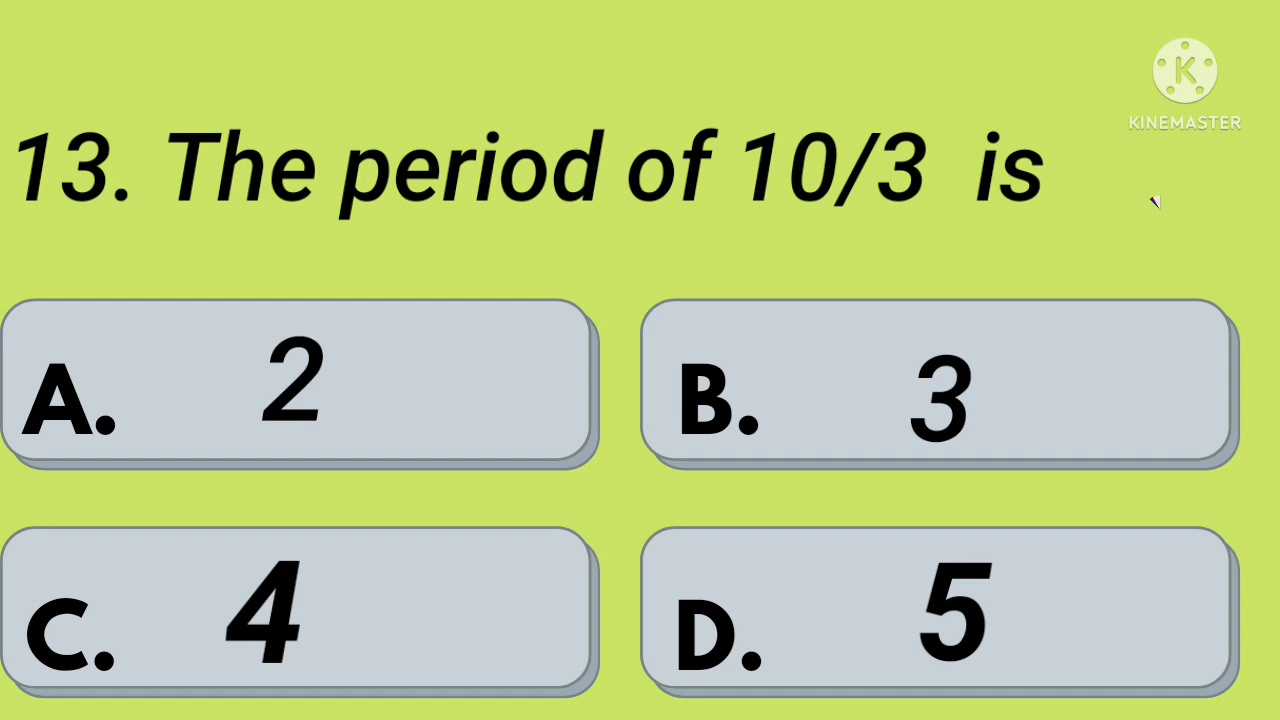 K
KINEMASTER
13. The period of 10/3 is
A. 2
B. 3
C. 4
D. 5